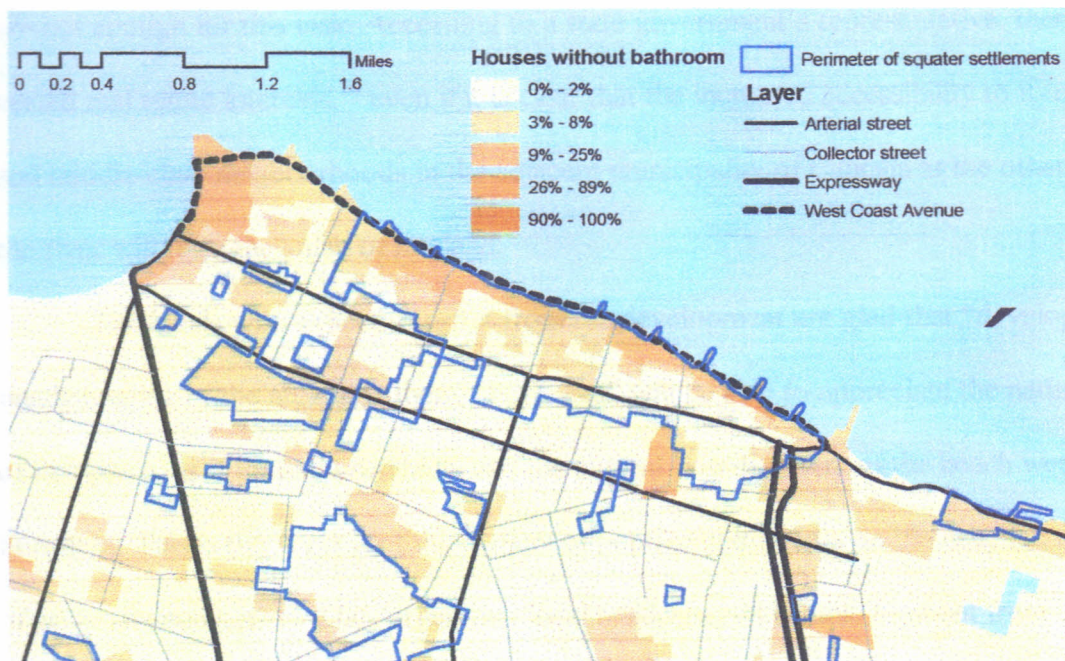 Miles
0 0.2 0.4 0.8 1.2 1.6
Houses without bathroom
0% - 2%
3% - 8%
9% - 25%
26% - 89%
90% - 100%
Perimeter of squater settlements
Layer
Arterial street
Collector street
Expressway
West Coast Avenue